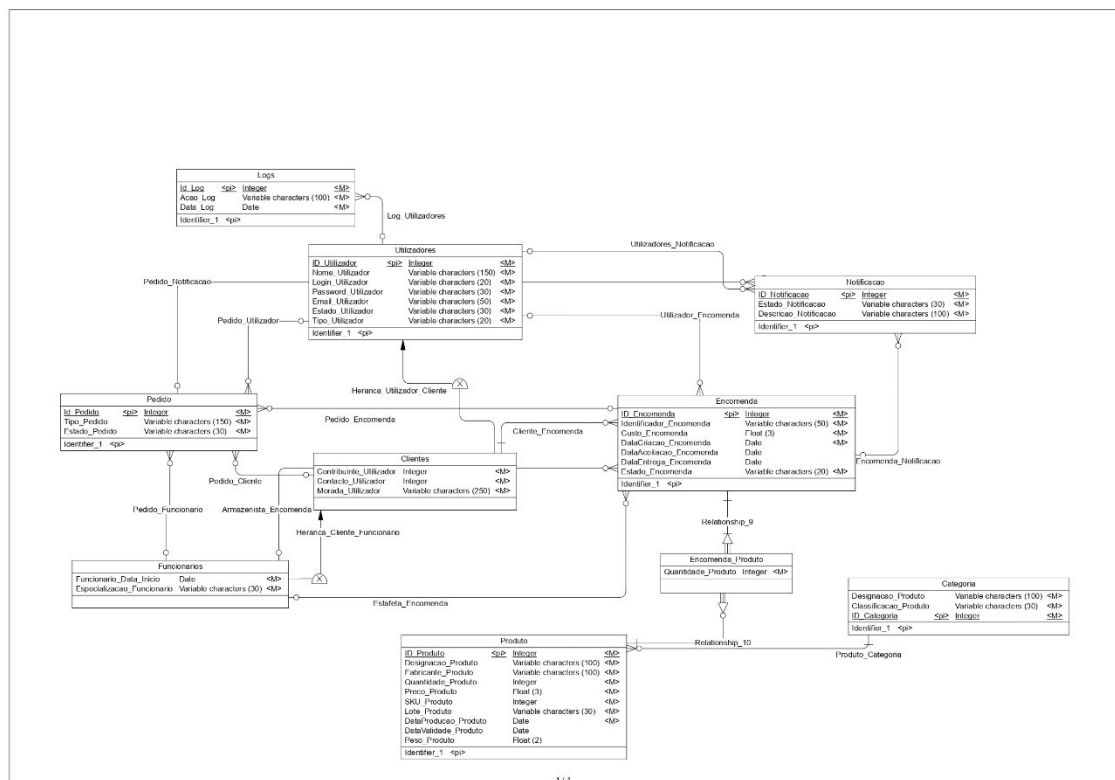 Logs
Id_Log <pi> Integer <M>
Acao_Log Variable characters (100) <M>
Data_Log Date <M>
Identifier_1 <pi>
Log_Utilizadores
Utilizadores
ID_Utilizador <pi> Integer <M>
Nome_Utilizador Variable characters (150) <M>
Login_Utilizador Variable characters (20) <M>
Password_Utilizador Variable characters (30) <M>
Email_Utilizador Variable characters (50) <M>
Estado_Utilizador Variable characters (30) <M>
Tipo_Utilizador Variable characters (20) <M>
Identifier_1 <pi>
Utilizadores_Notificacao
Pedido_Notificacao
Notificacao
ID_Notificacao <pi> Integer <M>
Estado_Notificacao Variable characters (30) <M>
Descricao_Notificacao Variable characters (100) <M>
Identifier_1 <pi>
Pedido_Utilizador
Utilizador_Encomenda
Heranca_Utilizador_Cliente
Pedido
Id_Pedido <pi> Integer <M>
Tipo_Pedido Variable characters (150) <M>
Estado_Pedido Variable characters (30) <M>
Identifier_1 <pi>
Pedido_Encomenda
Cliente_Encomenda
Encomenda
ID_Encomenda <pi> Integer <M>
Identificador_Encomenda Variable characters (50) <M>
Custo_Encomenda Float (3) <M>
DataCriacao_Encomenda Date <M>
DataAceitacao_Encomenda Date
DataEntrega_Encomenda Date
Estado_Encomenda Variable characters (20) <M>
Identifier_1 <pi>
Encomenda_Notificacao
Clientes
Contribuinte_Utilizador Integer <M>
Contacto_Utilizador Integer <M>
Morada_Utilizador Variable characters (250) <M>
Pedido_Cliente
Pedido_Funcionario
Armazenista_Encomenda
Heranca_Cliente_Funcionario
Relationship_9
Funcionarios
Funcionario_Data_Inicio Date <M>
Especializacao_Funcionario Variable characters (30) <M>
Estafeta_Encomenda
Encomenda_Produto
Quantidade_Produto Integer <M>
Categoria
Designacao_Produto Variable characters (100) <M>
Classificacao_Produto Variable characters (30) <M>
ID_Categoria <pi> Integer <M>
Identifier_1 <pi>
Relationship_10
Produto_Categoria
Produto
ID_Produto <pi> Integer <M>
Designacao_Produto Variable characters (100) <M>
Fabricante_Produto Variable characters (100) <M>
Quantidade_Produto Integer <M>
Preco_Produto Float (3) <M>
SKU_Produto Integer <M>
Lote_Produto Variable characters (30) <M>
DataProducao_Produto Date <M>
DataValidade_Produto Date
Peso_Produto Float (2)
Identifier_1 <pi>
1 / 1